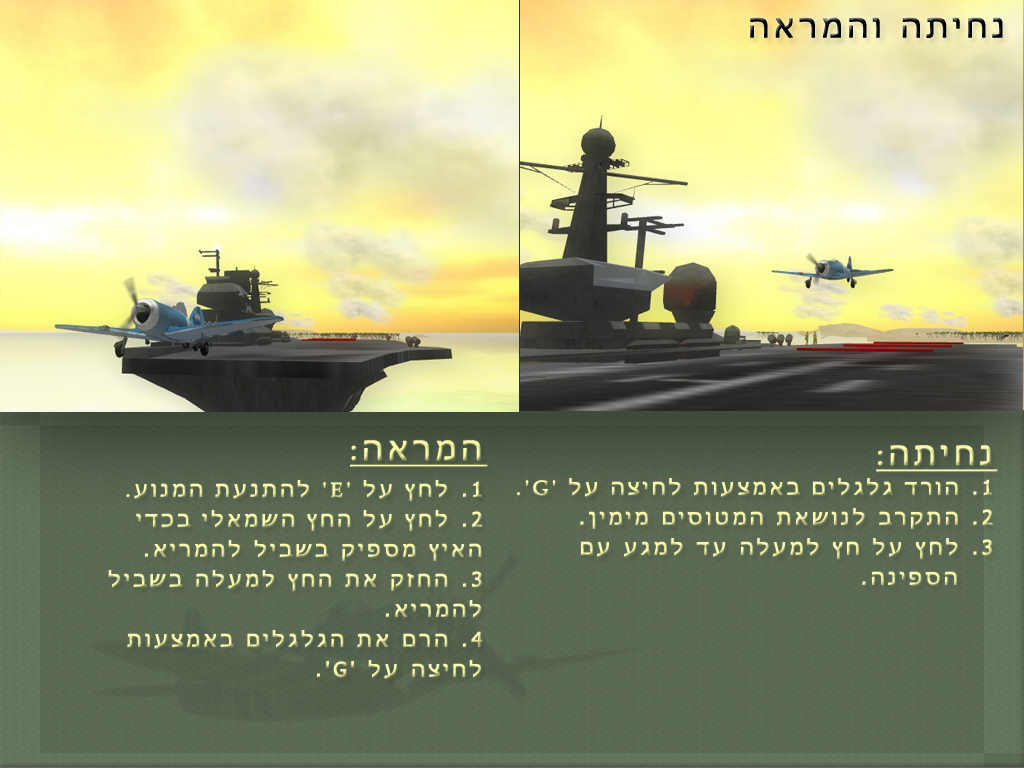 נחיתה והמראה
נחיתה:
1. הורד גלגלים באמצעות לחיצה על 'G'.
2. התקרב לנושאת המטוסים מימין.
3. לחץ על חץ למעלה עד למגע עם
הספינה.
המראה:
1. לחץ על 'E' להתנעת המנוע.
2. לחץ על החץ השמאלי בכדי
האיץ מספיק בשביל להמריא.
3. החזק את החץ למעלה בשביל
להמריא.
4. הרם את הגלגלים באמצעות
לחיצה על 'G'.